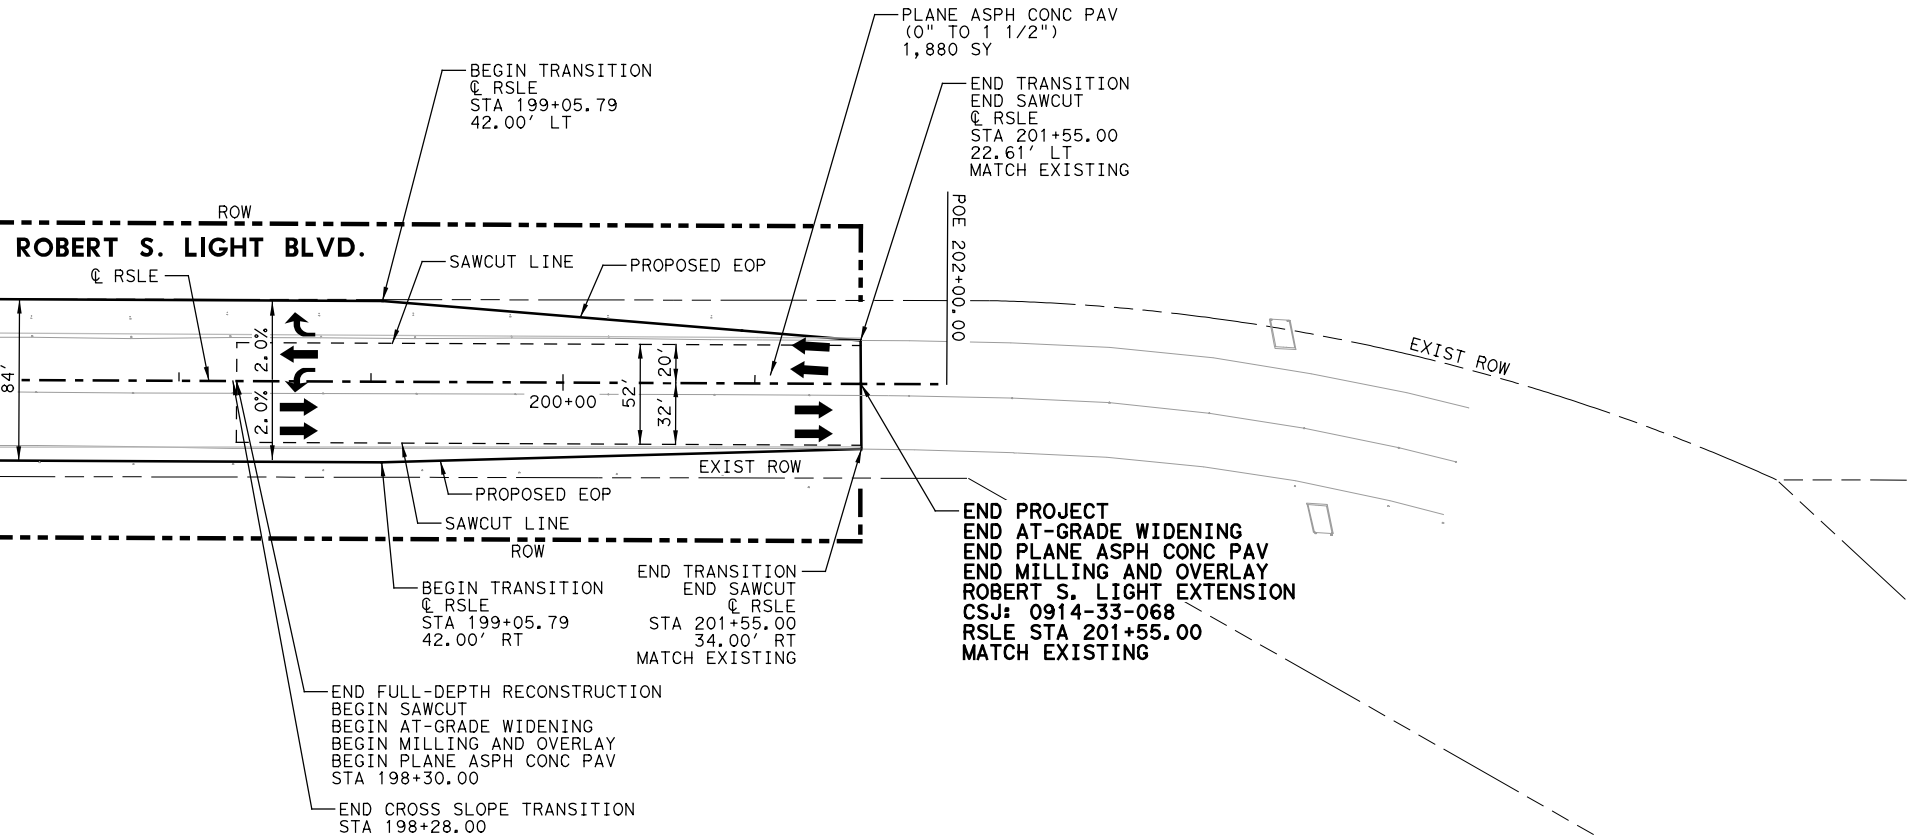 PLANE ASPH CONC PAV
(0" TO 1 1/2")
1,880 SY
BEGIN TRANSITION
℄ RSLE
STA 199+05.79
42.00' LT
END TRANSITION
END SAWCUT
℄ RSLE
STA 201+55.00
22.61' LT
MATCH EXISTING
ROW
POE 202+00.00
ROBERT S. LIGHT BLVD.
℄ RSLE
SAWCUT LINE
PROPOSED EOP
84'
2.0%
2.0%
200+00
52'
20'
32'
EXIST ROW
EXIST ROW
PROPOSED EOP
SAWCUT LINE
ROW
END PROJECT
END AT-GRADE WIDENING
END PLANE ASPH CONC PAV
END MILLING AND OVERLAY
ROBERT S. LIGHT EXTENSION
CSJ: 0914-33-068
RSLE STA 201+55.00
MATCH EXISTING
BEGIN TRANSITION
℄ RSLE
STA 199+05.79
42.00' RT
END TRANSITION
END SAWCUT
℄ RSLE
STA 201+55.00
34.00' RT
MATCH EXISTING
END FULL-DEPTH RECONSTRUCTION
BEGIN SAWCUT
BEGIN AT-GRADE WIDENING
BEGIN MILLING AND OVERLAY
BEGIN PLANE ASPH CONC PAV
STA 198+30.00
END CROSS SLOPE TRANSITION
STA 198+28.00